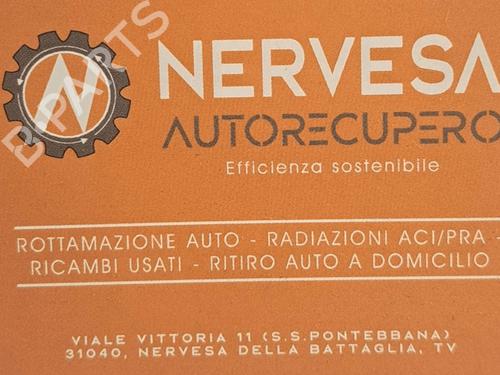 NERVESA
AUTORECUPERO
Efficienza sostenibile
ROTTAMAZIONE AUTO - RADIAZIONI ACI/PRA -
RICAMBI USATI - RITIRO AUTO A DOMICILIO
VIALE VITTORIA 11 (S.S.PONTEBBANA)
31040, NERVESA DELLA BATTAGLIA, TV
B-PARTS